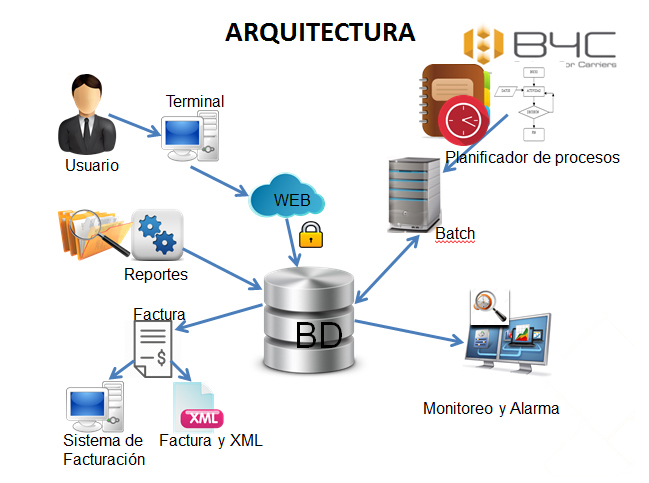 ARQUITECTURA
B4C
or Carriers
Terminal
Usuario
Planificador de procesos
WEB
Batch
Reportes
Factura
BD
$
XML
Monitoreo y Alarma
Sistema de
Facturación
Factura y XML